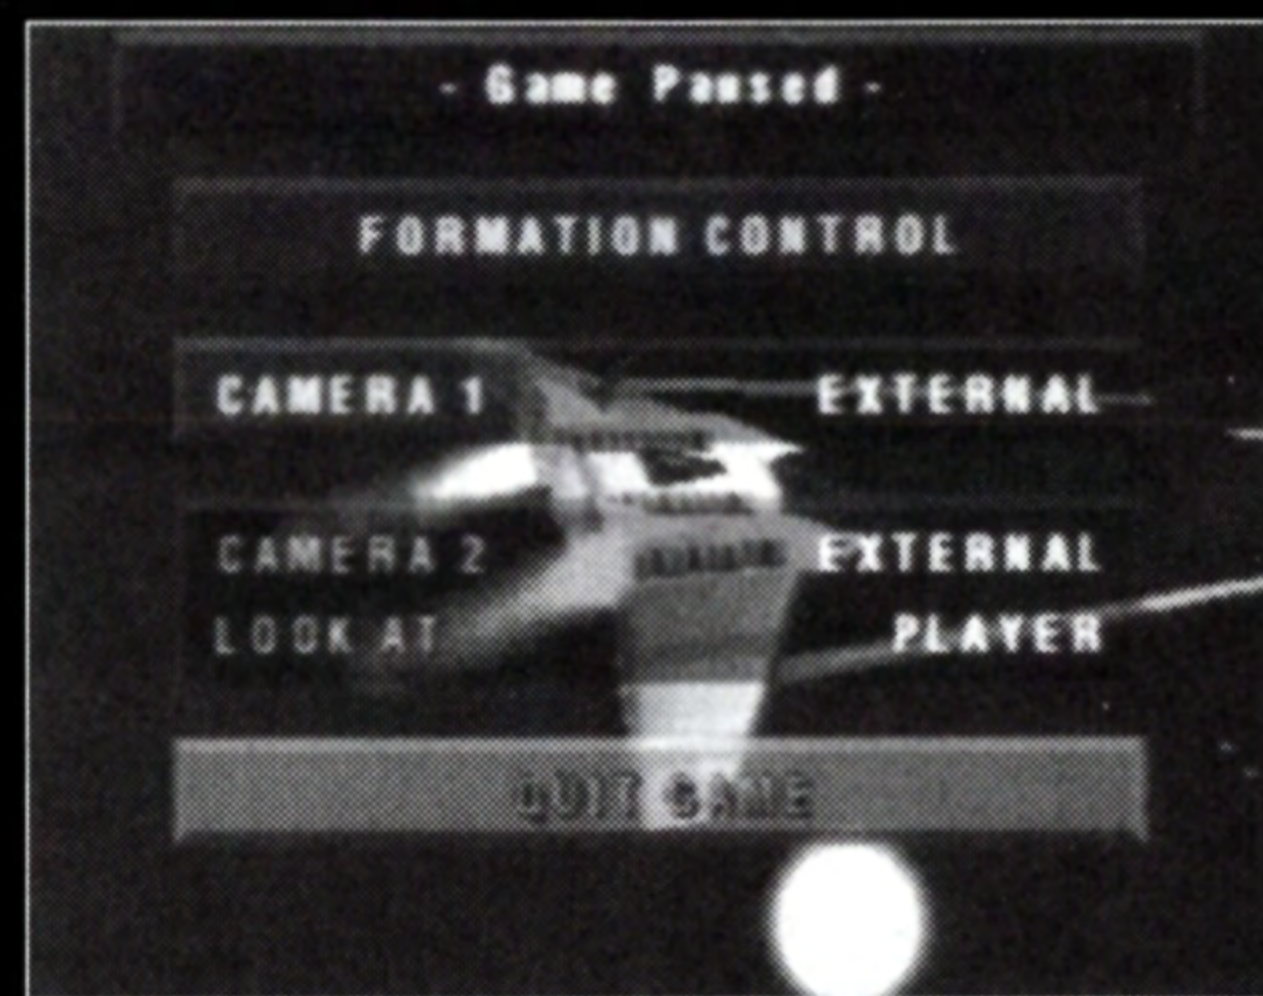 - Game Paused -
FORMATION CONTROL
CAMERA 1 EXTERNAL
CAMERA 2 EXTERNAL
LOOK AT PLAYER
QUIT GAME